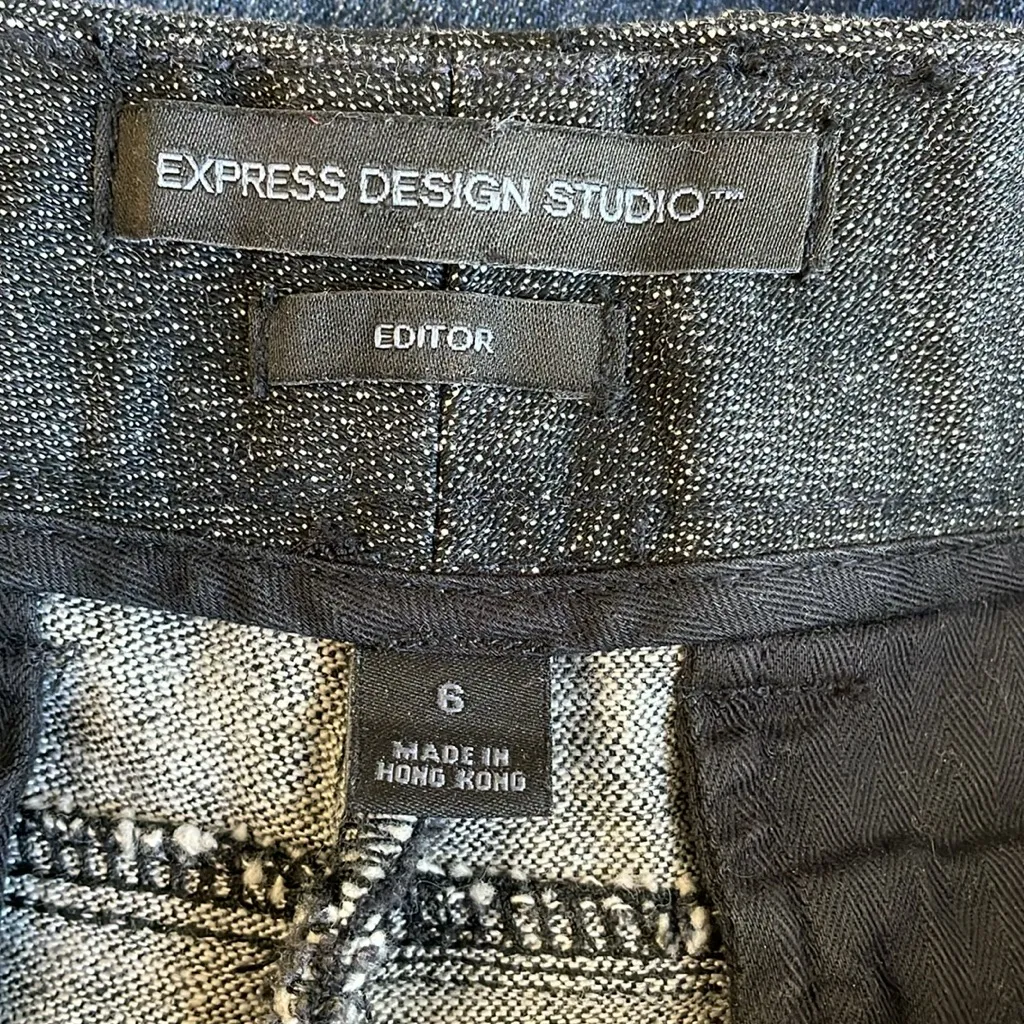 EXPRESS DESIGN STUDIO™
EDITOR
6
MADE IN
HONG KONG